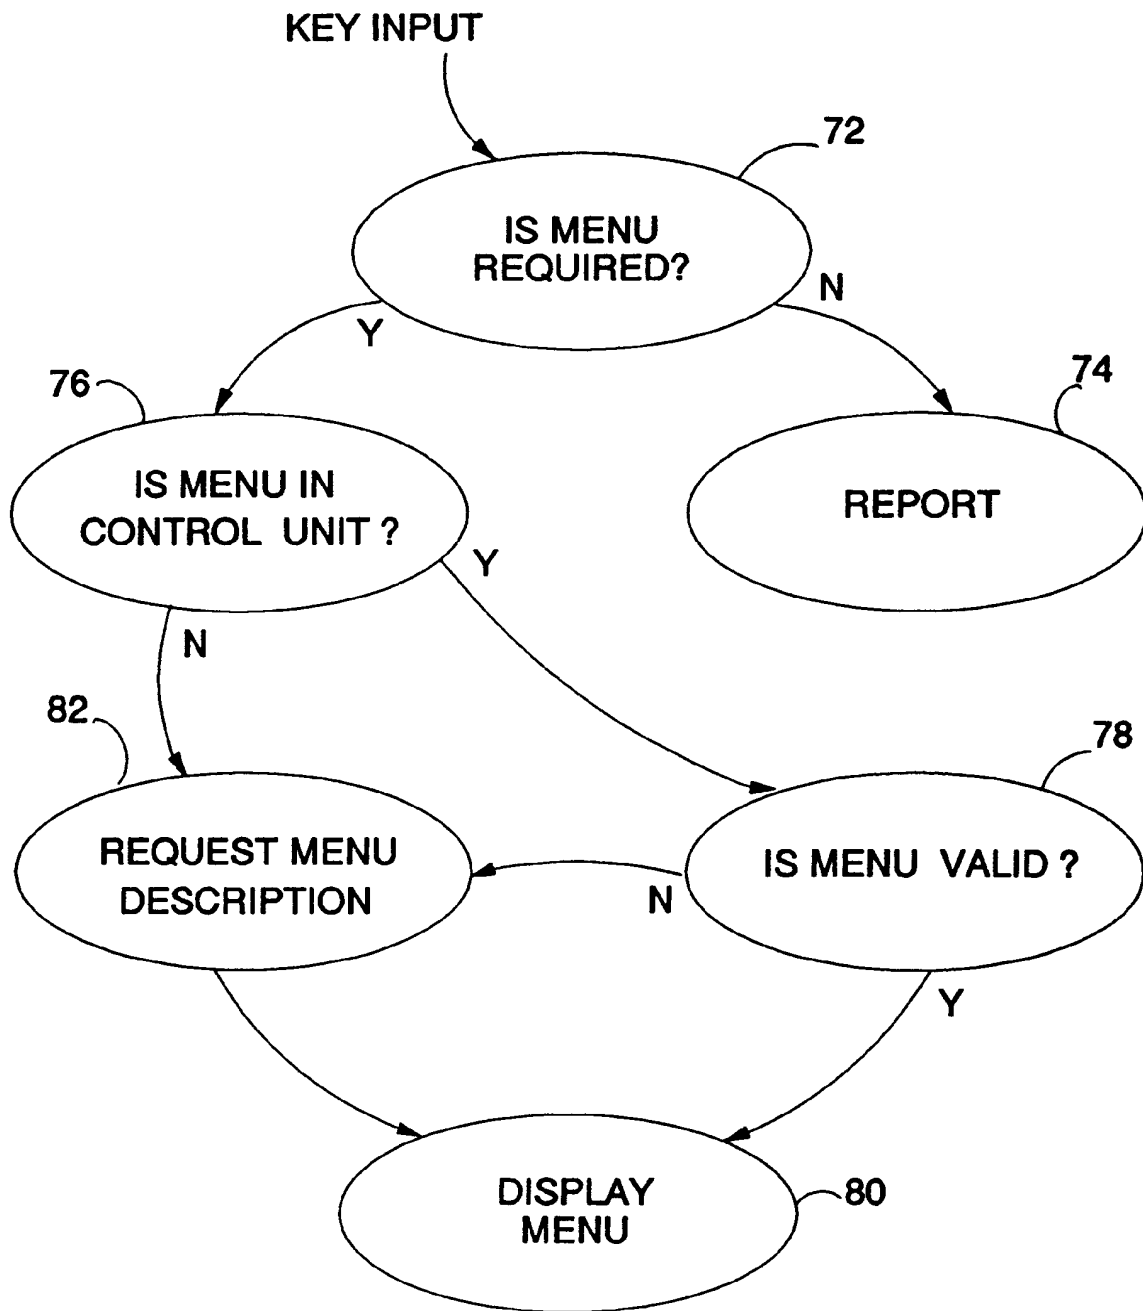 KEY INPUT
72
IS MENU
REQUIRED?
N
Y
76
74
IS MENU IN
CONTROL UNIT ?
REPORT
Y
N
82
78
REQUEST MENU
DESCRIPTION
IS MENU VALID ?
N
Y
DISPLAY
MENU
80